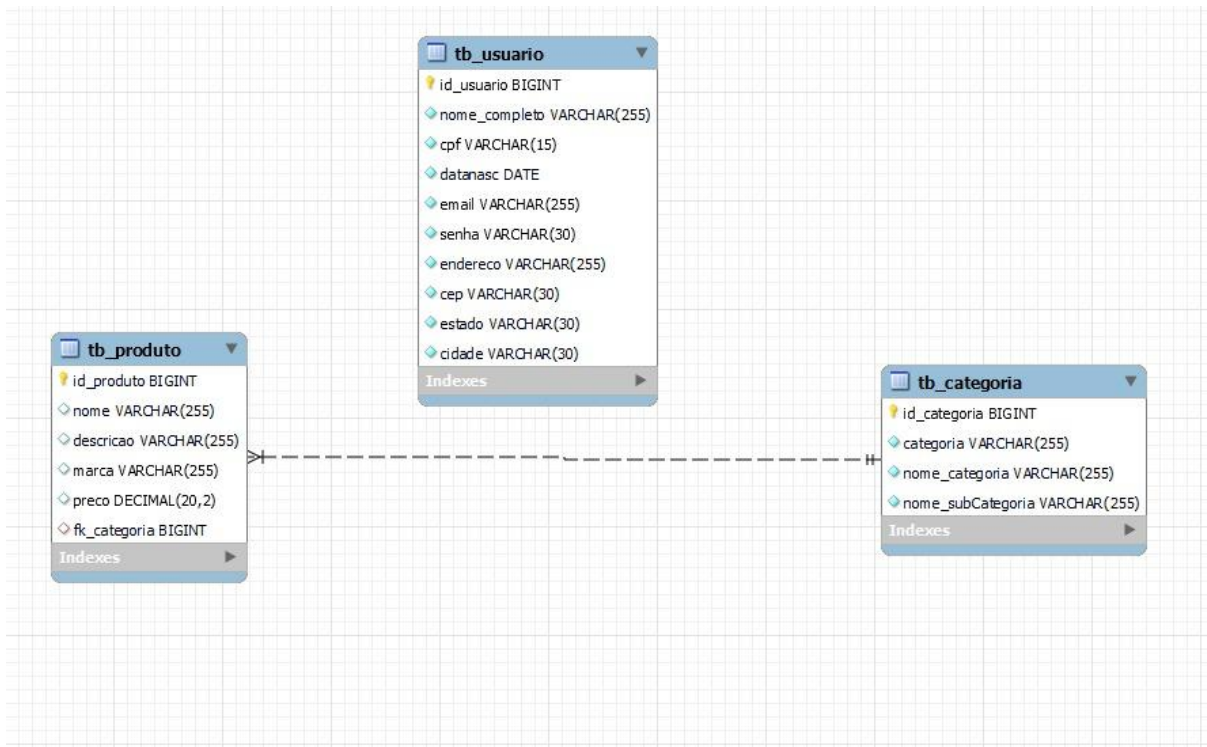 tb_usuario
id_usuario BIGINT
nome_completo VARCHAR(255)
cpf VARCHAR(15)
datanasc DATE
email VARCHAR(255)
senha VARCHAR(30)
endereco VARCHAR(255)
cep VARCHAR(30)
estado VARCHAR(30)
cidade VARCHAR(30)
Indexes
tb_produto
id_produto BIGINT
nome VARCHAR(255)
descricao VARCHAR(255)
marca VARCHAR(255)
preco DECIMAL(20,2)
fk_categoria BIGINT
Indexes
tb_categoria
id_categoria BIGINT
categoria VARCHAR(255)
nome_categoria VARCHAR(255)
nome_subCategoria VARCHAR(255)
Indexes